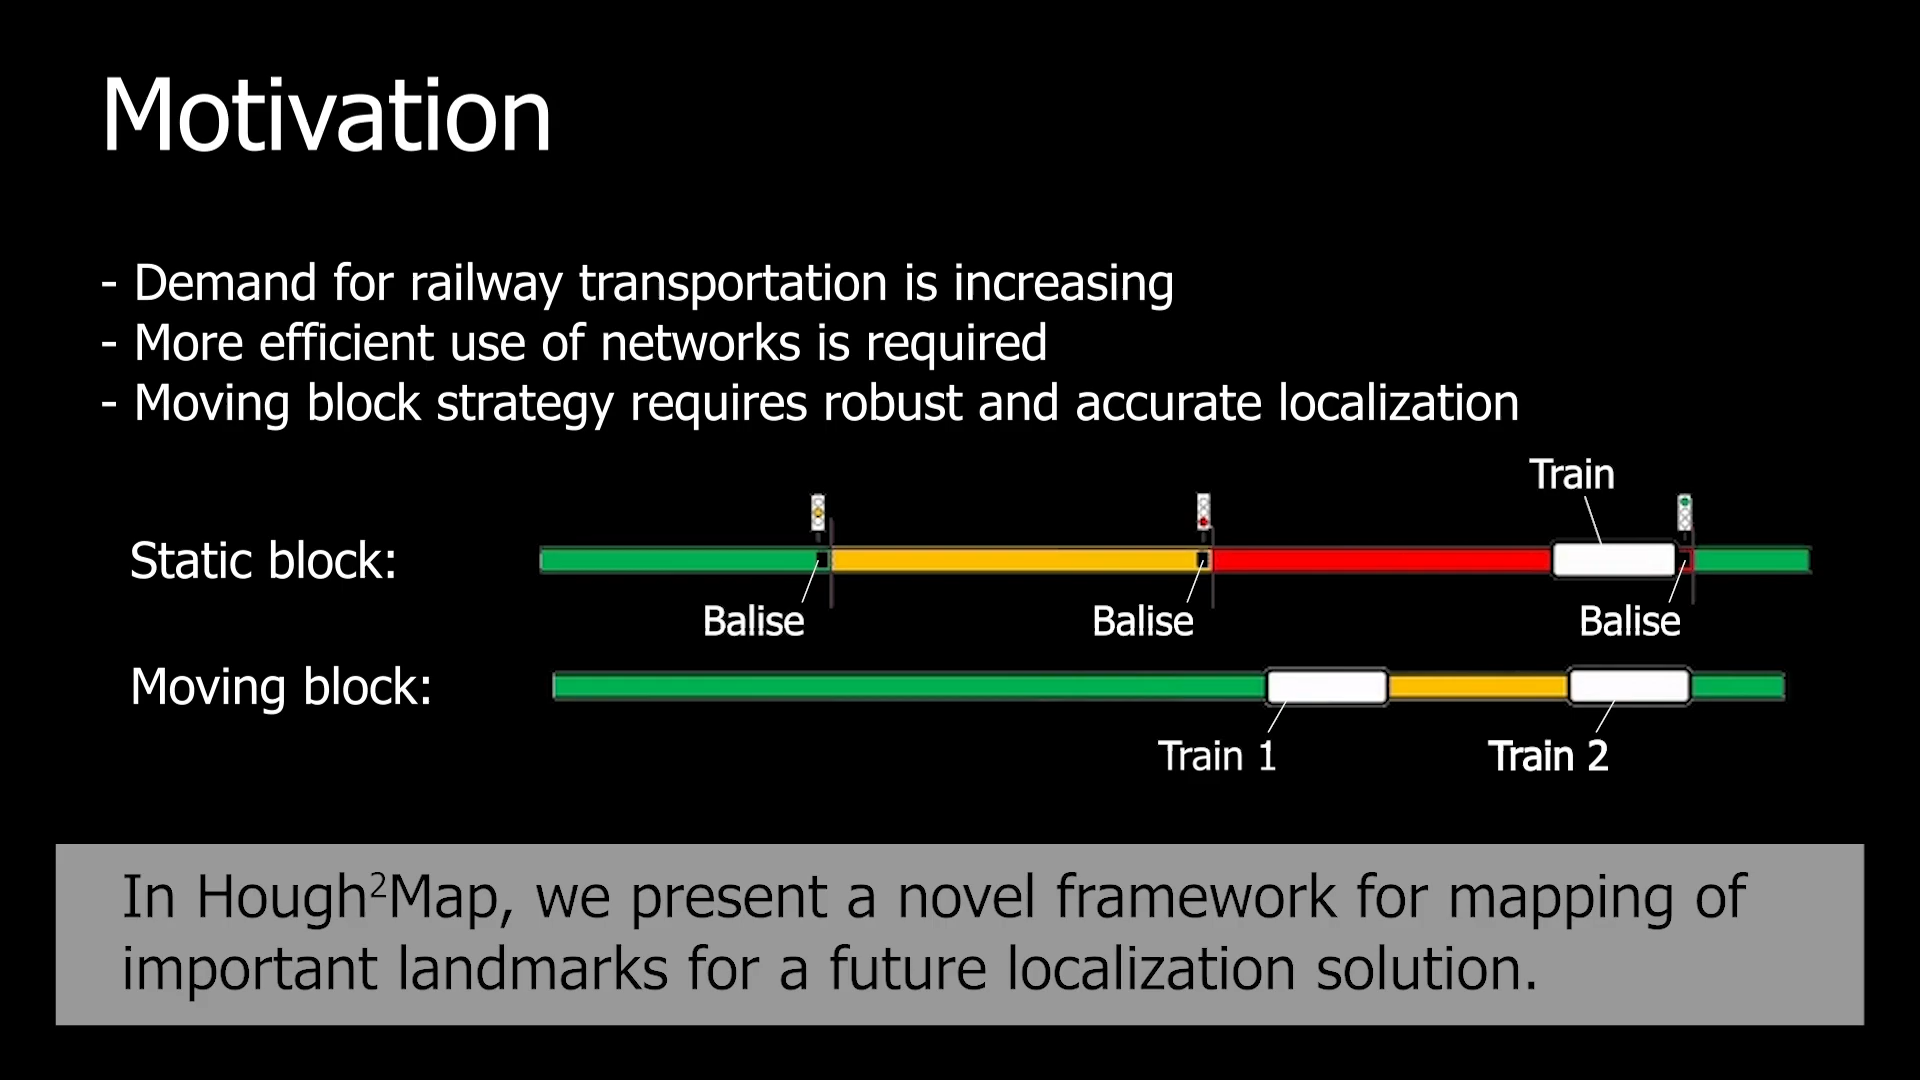 Motivation
- Demand for railway transportation is increasing
- More efficient use of networks is required
- Moving block strategy requires robust and accurate localization
Train
Static block:
Balise Balise Balise
Moving block:
Train 1 Train 2
In Hough²Map, we present a novel framework for mapping of
important landmarks for a future localization solution.